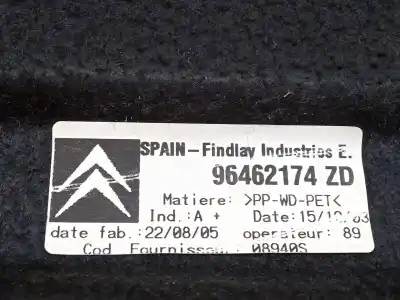 SPAIN-Findlay Industries E.
96462174 ZD
Matiere: >PP-WD-PET<
Ind.:A + Date:15/12/03
date fab.:22/08/05 operateur: 89
Cod Fournisseur: 08940S